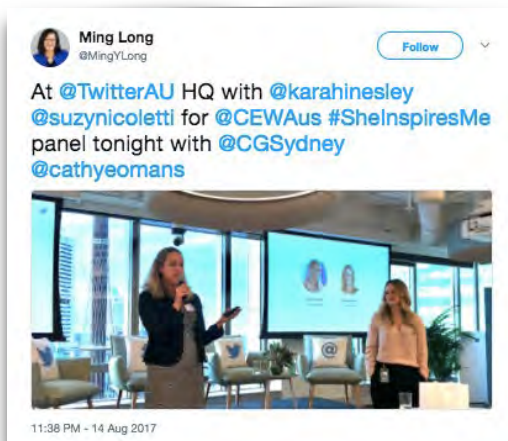 Ming Long
@MingYLong
Follow
At @TwitterAU HQ with @karahinesley
@suzynicoletti for @CEWAus #SheInspiresMe
panel tonight with @CGSydney
@cathyeomans
@
11:38 PM - 14 Aug 2017